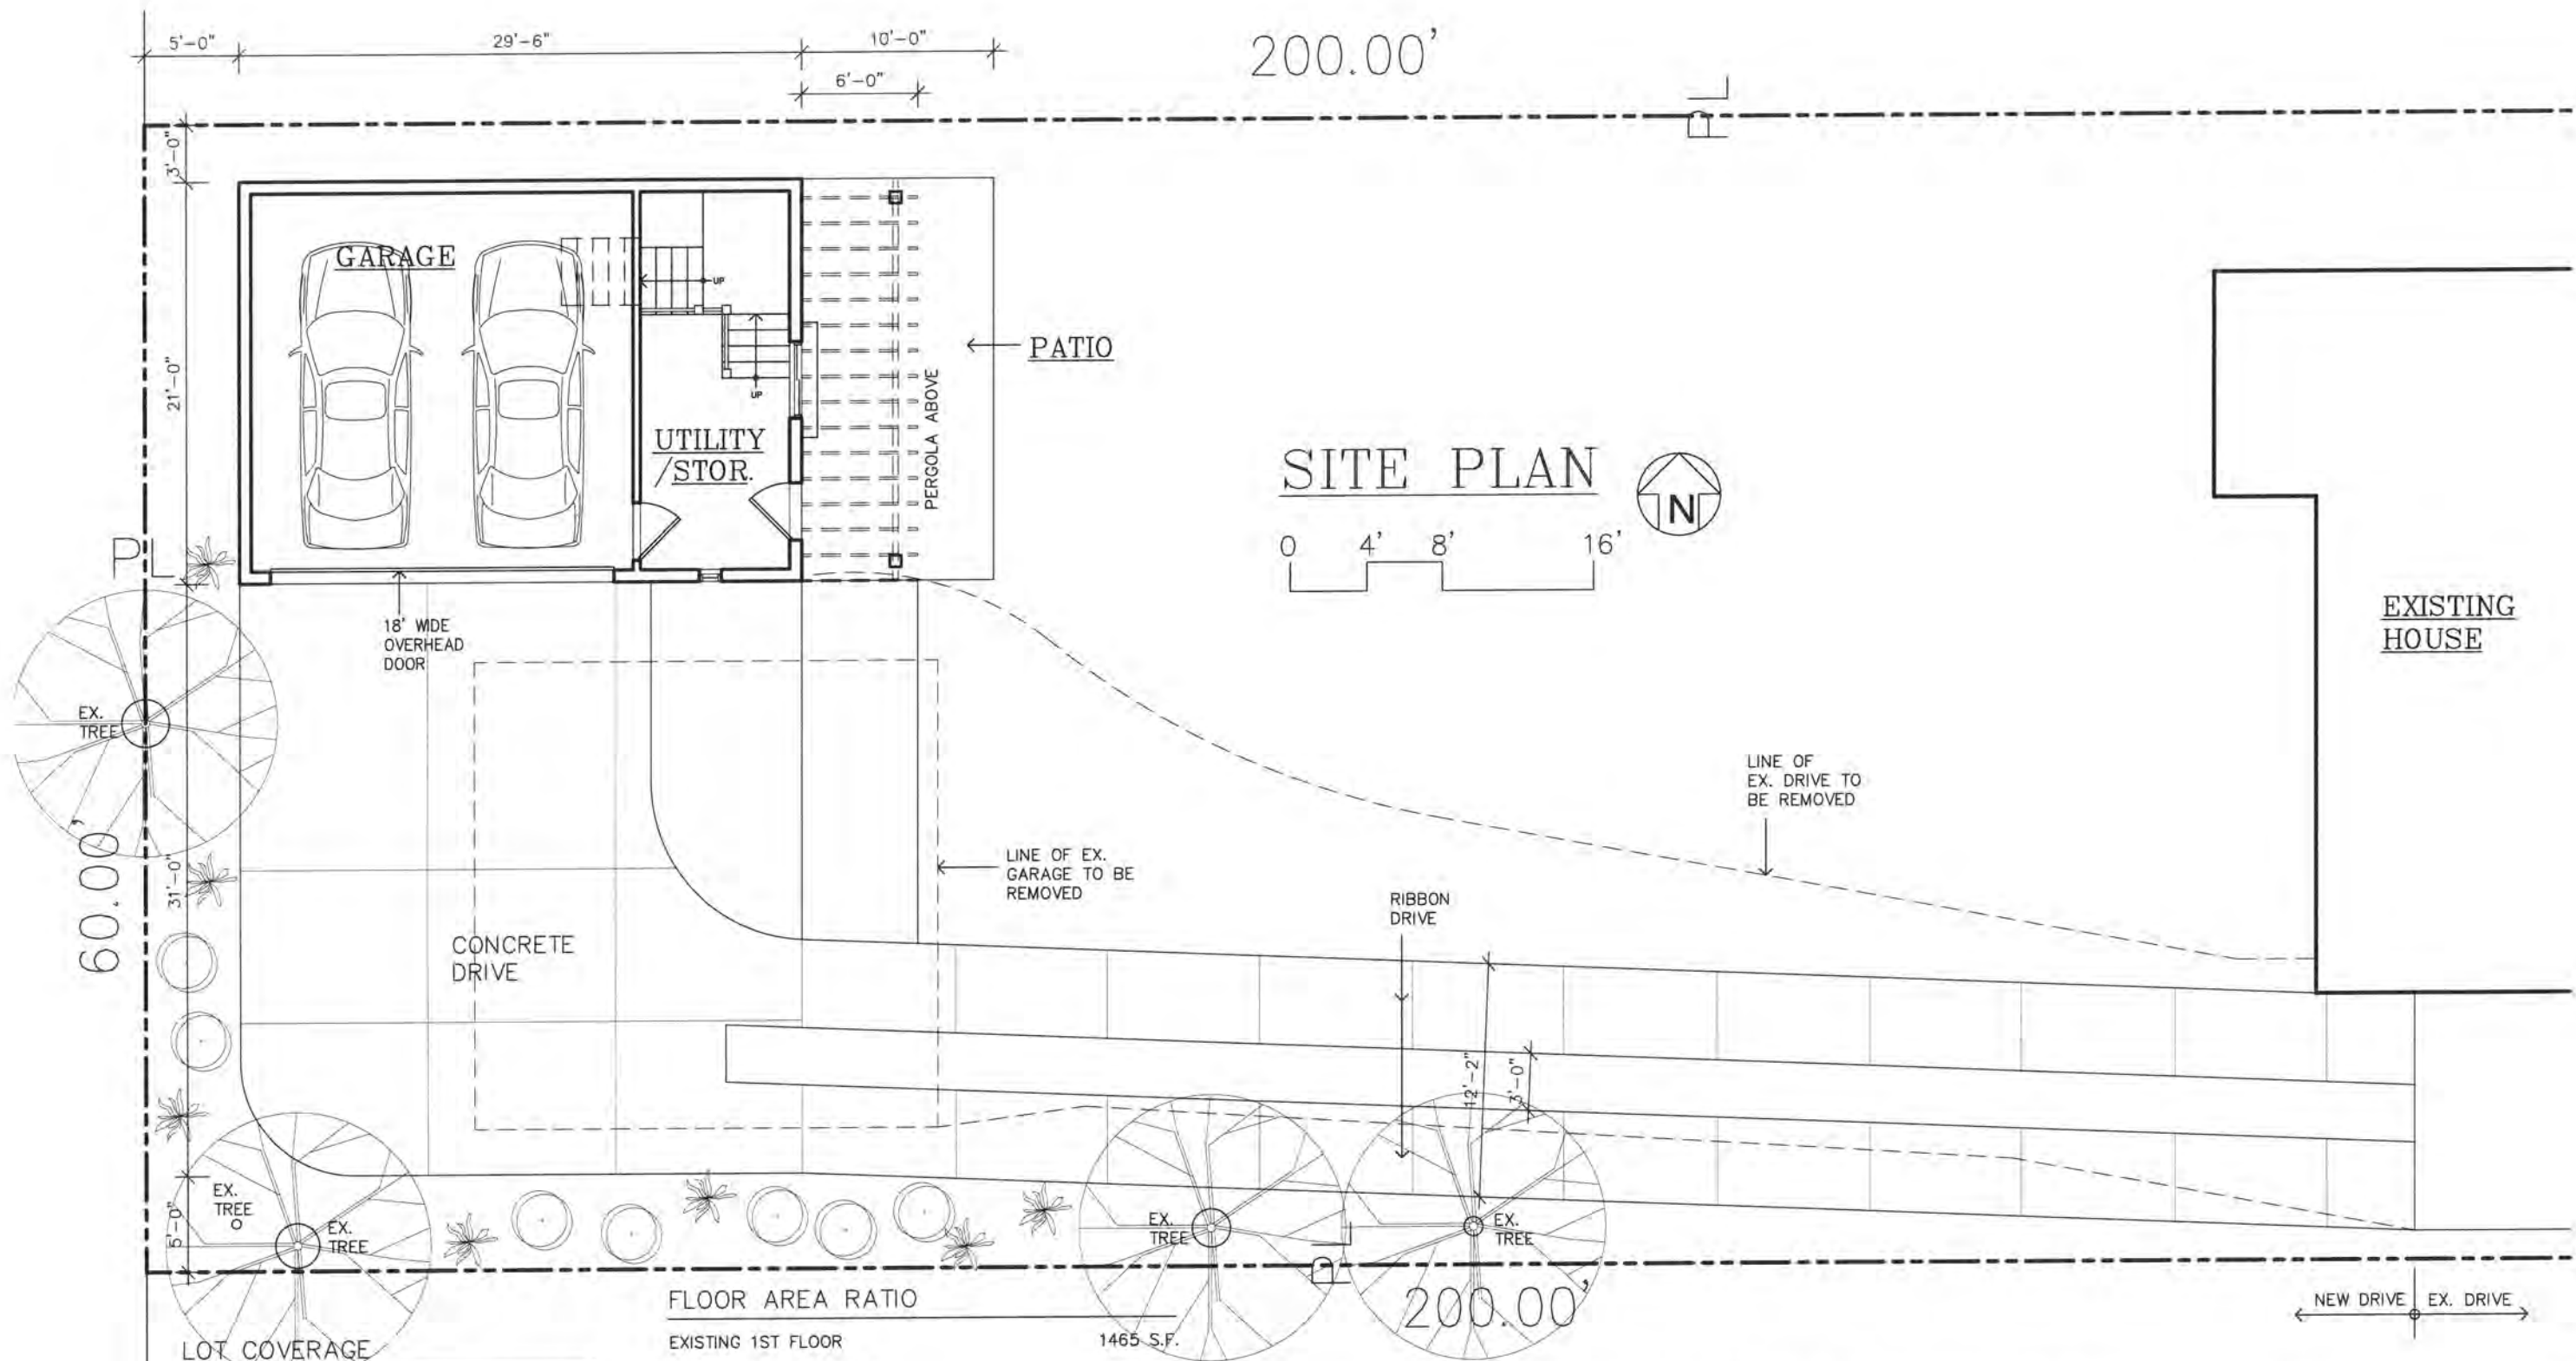 5'-0"
29'-6"
10'-0"
6'-0"
200.00'
PL
3'-0"
GARAGE
UP
21'-0"
PATIO
UP
PERGOLA ABOVE
UTILITY
/STOR.
SITE PLAN
N
0 4' 8' 16'
PL
18' WIDE
OVERHEAD
DOOR
EXISTING
HOUSE
EX.
TREE
LINE OF
EX. DRIVE TO
BE REMOVED
60.00'
31'-0"
LINE OF EX.
GARAGE TO BE
REMOVED
RIBBON
DRIVE
CONCRETE
DRIVE
12'-2"
3'-0"
EX.
TREE
5'-0"
EX.
TREE
EX.
TREE
EX.
TREE
PL
200.00'
NEW DRIVE
EX. DRIVE
FLOOR AREA RATIO
EXISTING 1ST FLOOR 1465 S.F.
LOT COVERAGE